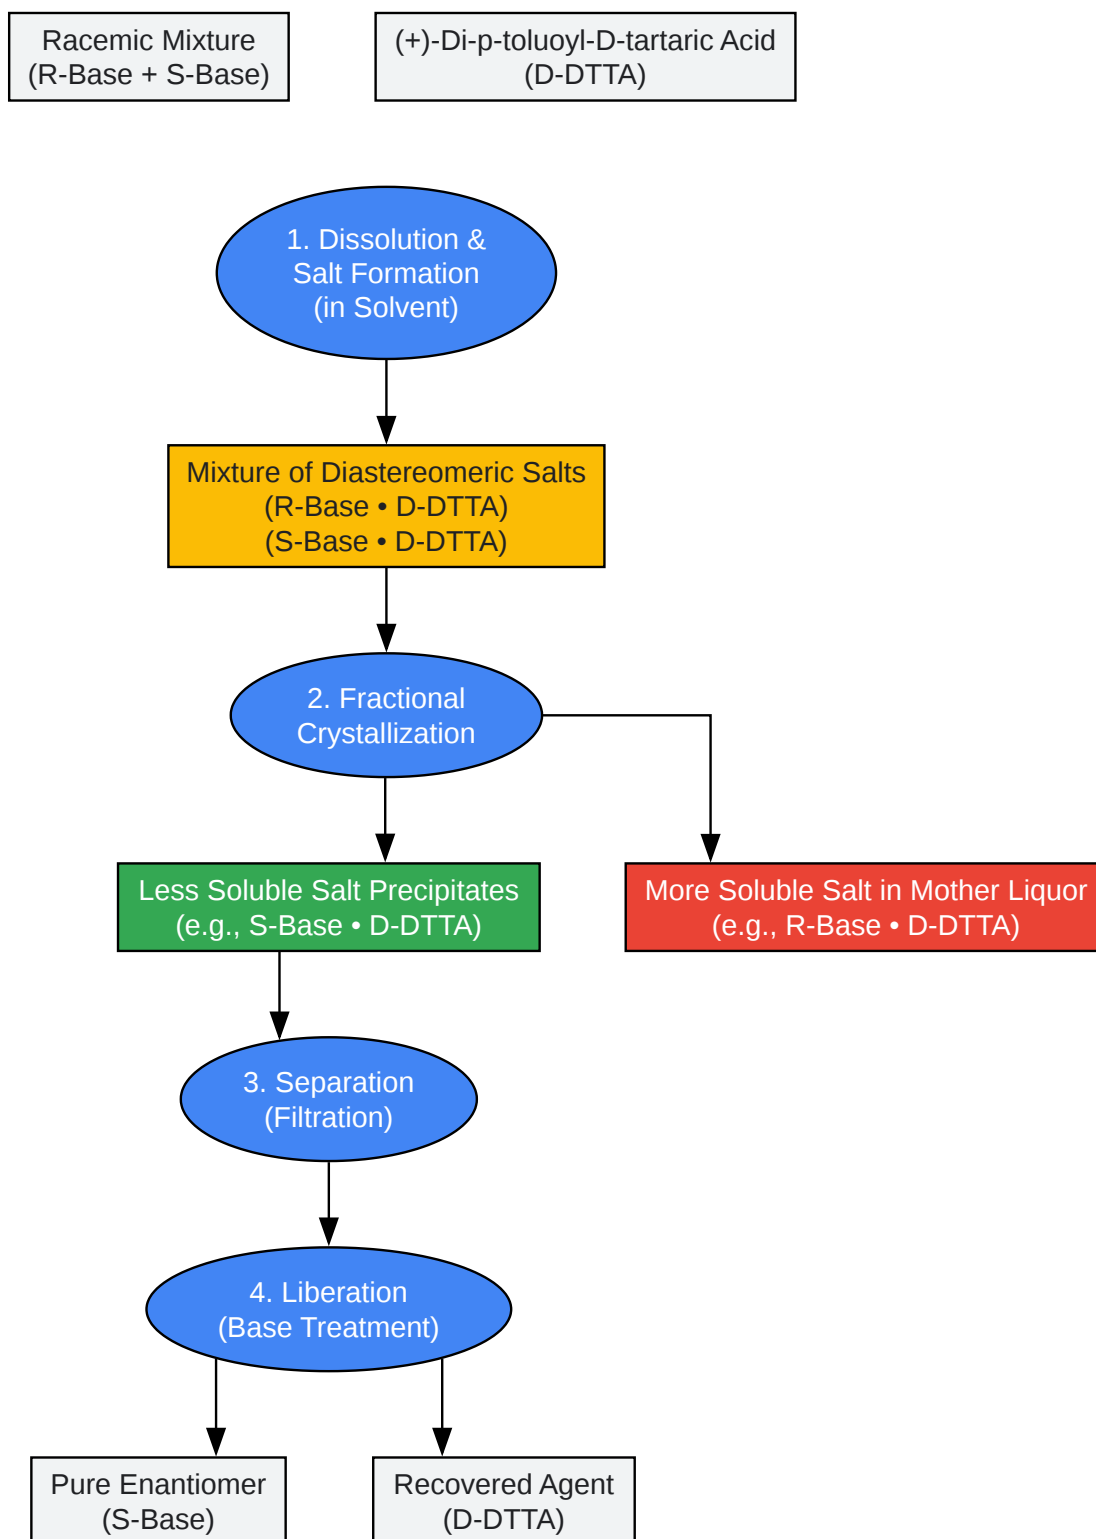 Racemic Mixture
(R-Base + S-Base)
(+)-Di-p-toluoyl-D-tartaric Acid
(D-DTTA)
1. Dissolution &
Salt Formation
(in Solvent)
Mixture of Diastereomeric Salts
(R-Base • D-DTTA)
(S-Base • D-DTTA)
2. Fractional
Crystallization
Less Soluble Salt Precipitates
(e.g., S-Base • D-DTTA)
More Soluble Salt in Mother Liquor
(e.g., R-Base • D-DTTA)
3. Separation
(Filtration)
4. Liberation
(Base Treatment)
Pure Enantiomer
(S-Base)
Recovered Agent
(D-DTTA)